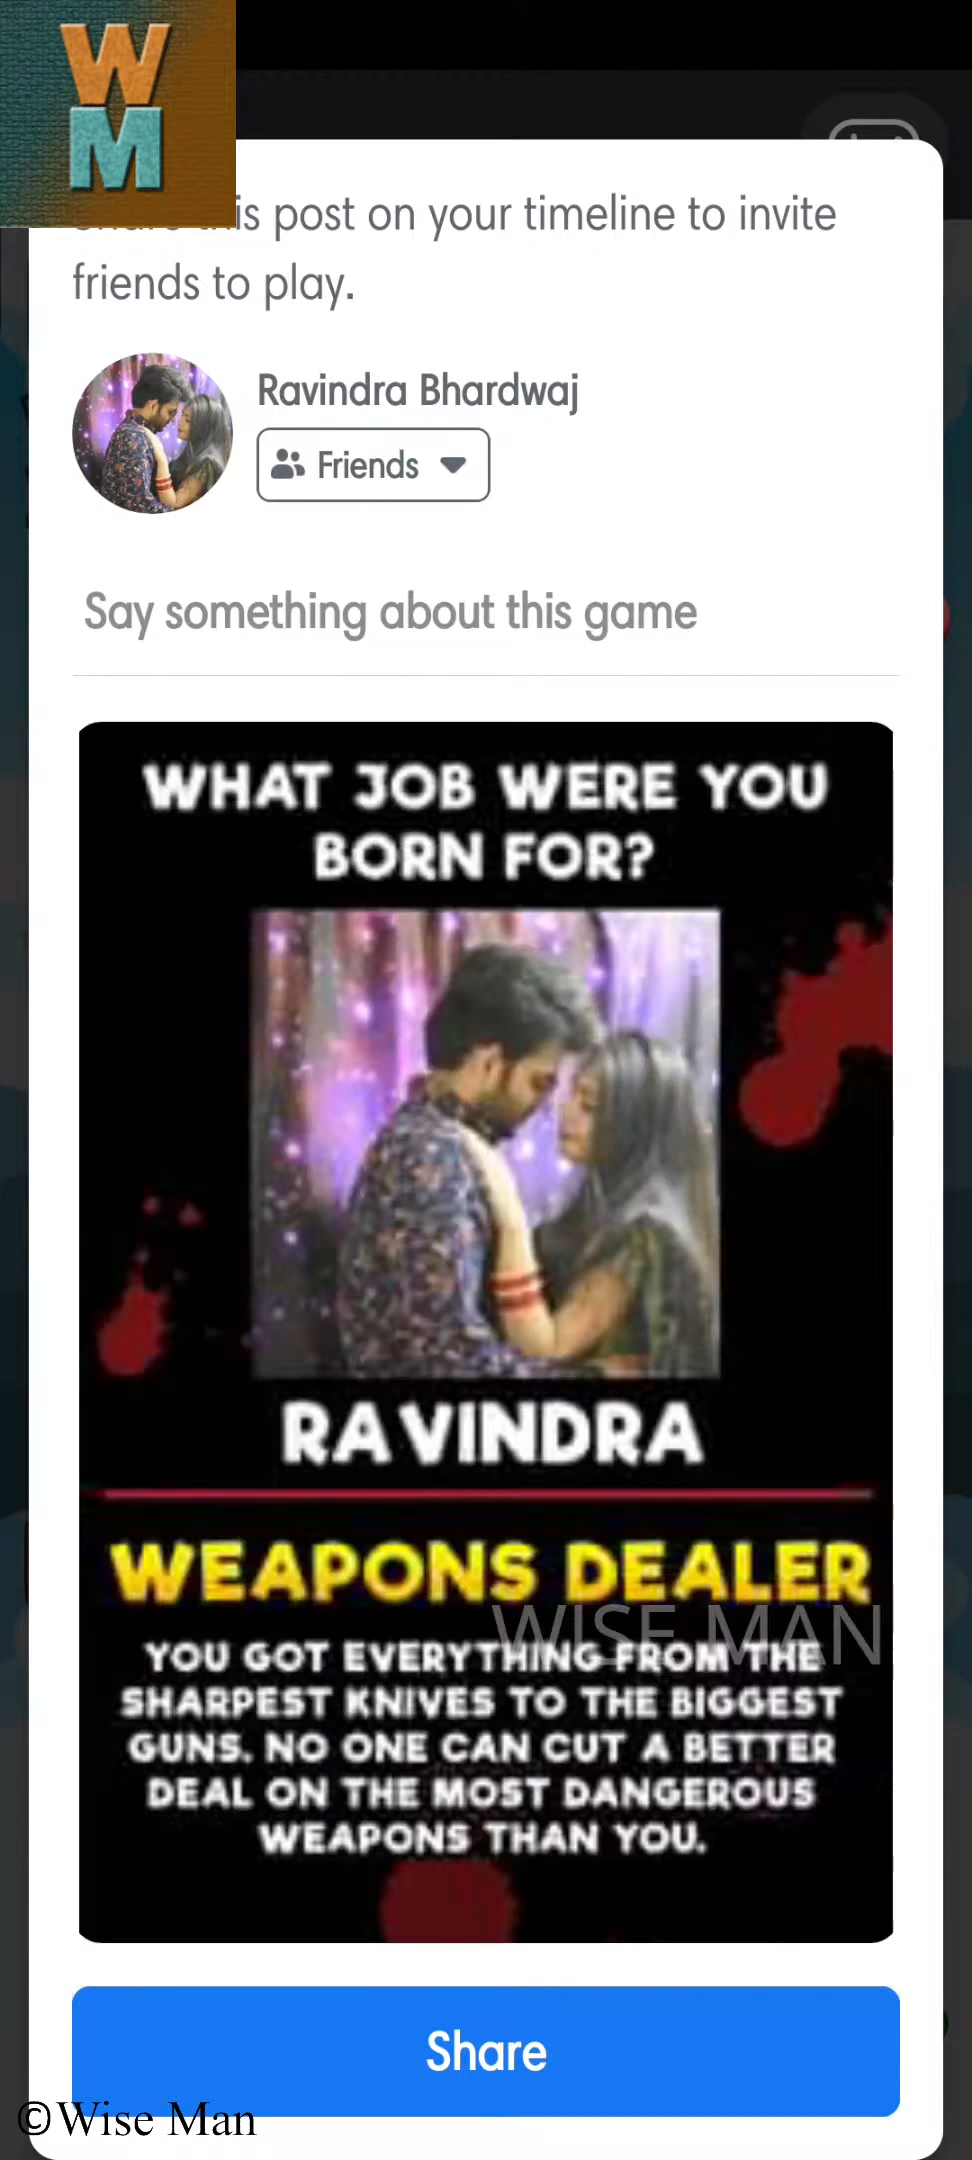 W
M
Share this post on your timeline to invite
friends to play.
Ravindra Bhardwaj
Friends
Say something about this game
WHAT JOB WERE YOU
BORN FOR?
RAVINDRA
WEAPONS DEALER
WISE MAN
YOU GOT EVERYTHING FROM THE
SHARPEST KNIVES TO THE BIGGEST
GUNS. NO ONE CAN CUT A BETTER
DEAL ON THE MOST DANGEROUS
WEAPONS THAN YOU.
Share
©Wise Man